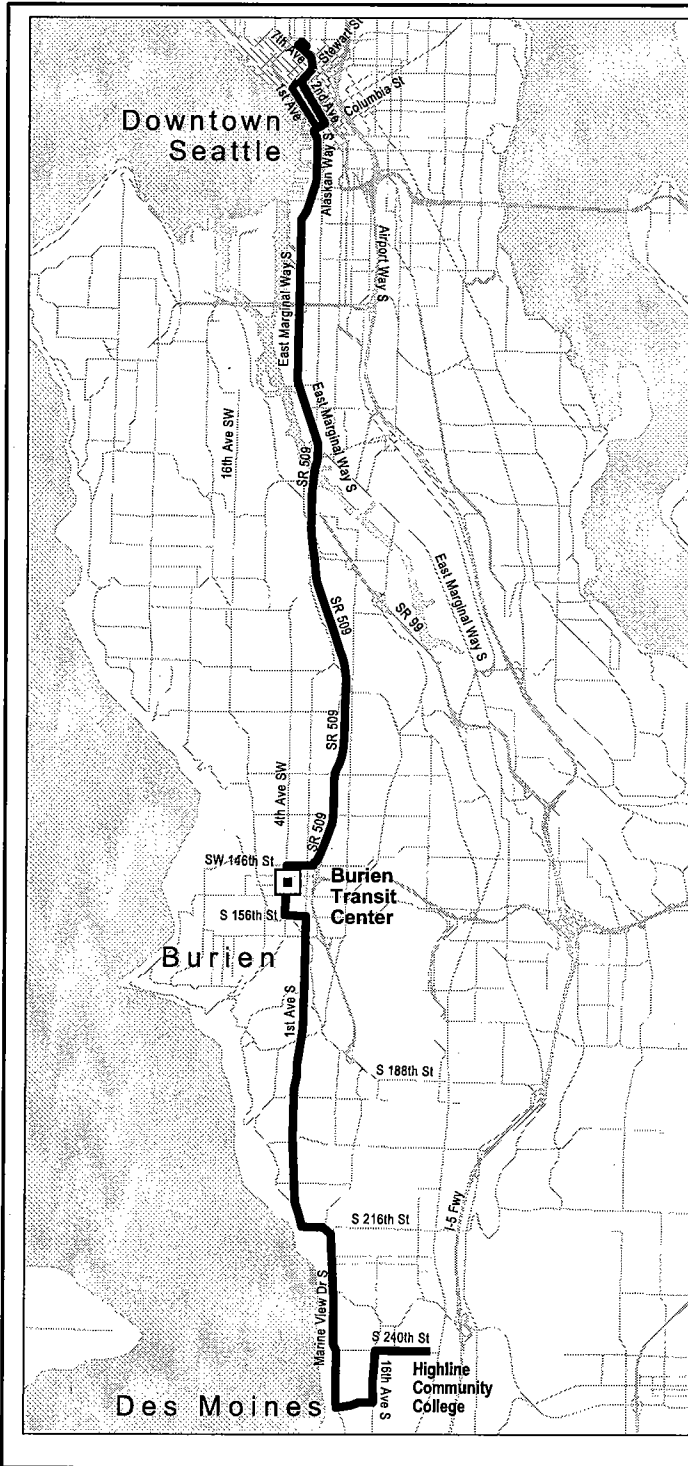 7th Ave
Stewart St
1st Ave
2nd Ave
Columbia St
Downtown
Seattle
Alaskan Way S
Airport Way S
East Marginal Way S
East Marginal Way S
16th Ave SW
SR 509
East Marginal Way S
SR 99
SR 509
SR 509
4th Ave SW
SR 509
SW 146th St
Burien
Transit
Center
S 156th St
Burien
1st Ave S
S 188th St
S 216th St
I-5 Fwy
Marine View Dr S
S 240th St
16th Ave S
Highline
Community
College
Des Moines